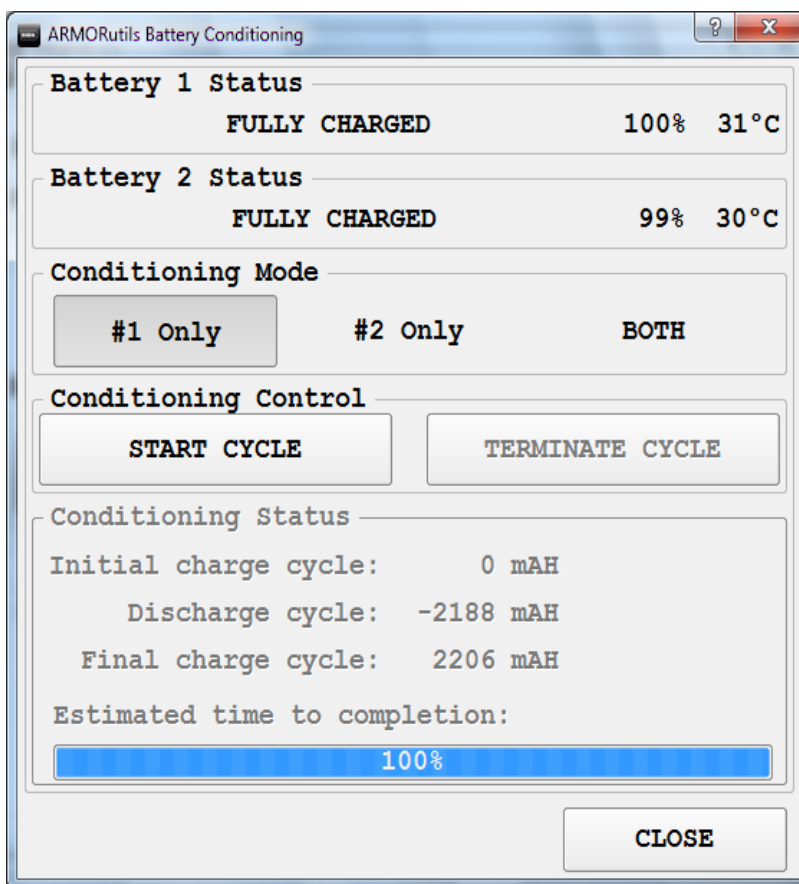 ARMORutils Battery Conditioning
Battery 1 Status
FULLY CHARGED 100% 31°C
Battery 2 Status
FULLY CHARGED 99% 30°C
Conditioning Mode
#1 Only #2 Only BOTH
Conditioning Control
START CYCLE TERMINATE CYCLE
Conditioning Status
Initial charge cycle: 0 mAH
Discharge cycle: -2188 mAH
Final charge cycle: 2206 mAH
Estimated time to completion:
100%
CLOSE